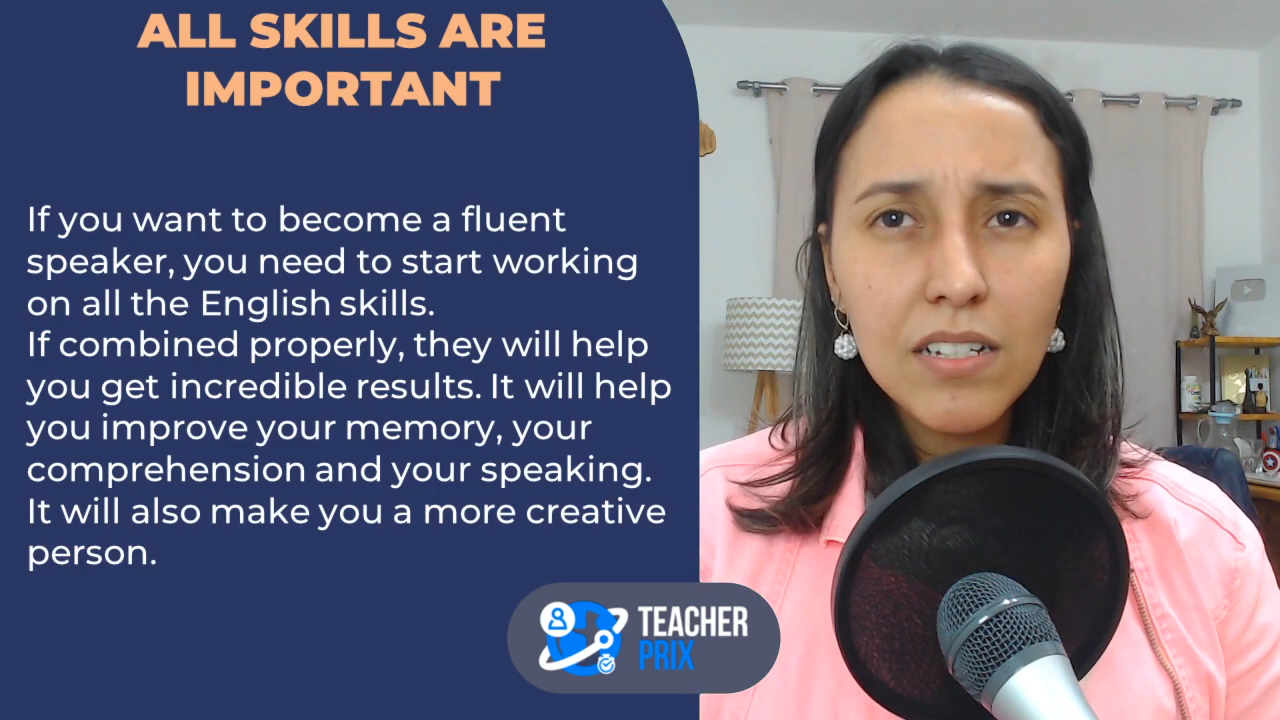 ALL SKILLS ARE
IMPORTANT
If you want to become a fluent
speaker, you need to start working
on all the English skills.
If combined properly, they will help
you get incredible results. It will help
you improve your memory, your
comprehension and your speaking.
It will also make you a more creative
person.
TEACHER
PRIX